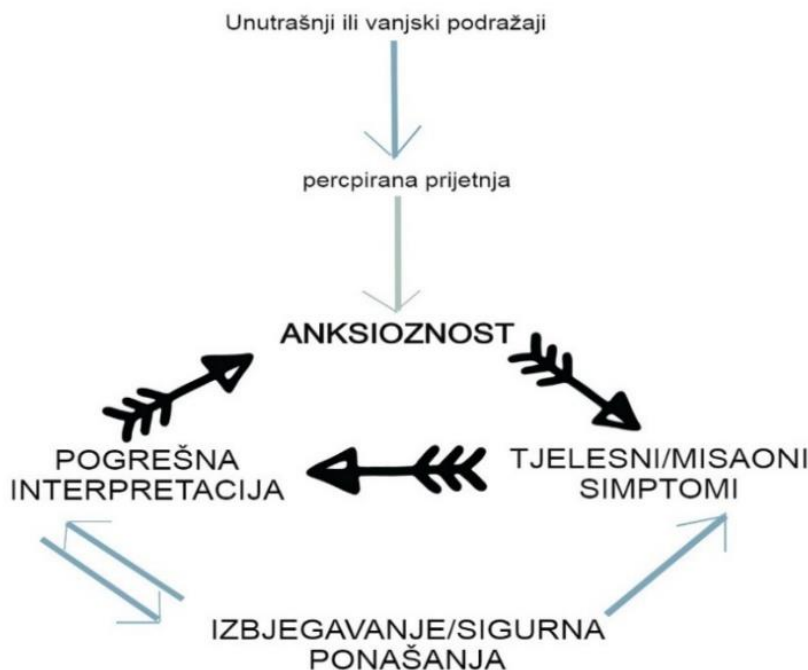 Unutrašnji ili vanjski podražaji
percpirana prijetnja
ANKSIOZNOST
POGREŠNA
INTERPRETACIJA
TJELESNI/MISAONI
SIMPTOMI
IZBJEGAVANJE/SIGURNA
PONAŠANJA